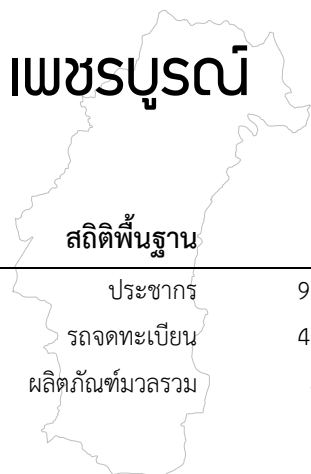 เพชรบูรณ์
สถิติพื้นฐาน
ประชากร 9
รถจดทะเบียน 4
ผลิตภัณฑ์มวลรวม